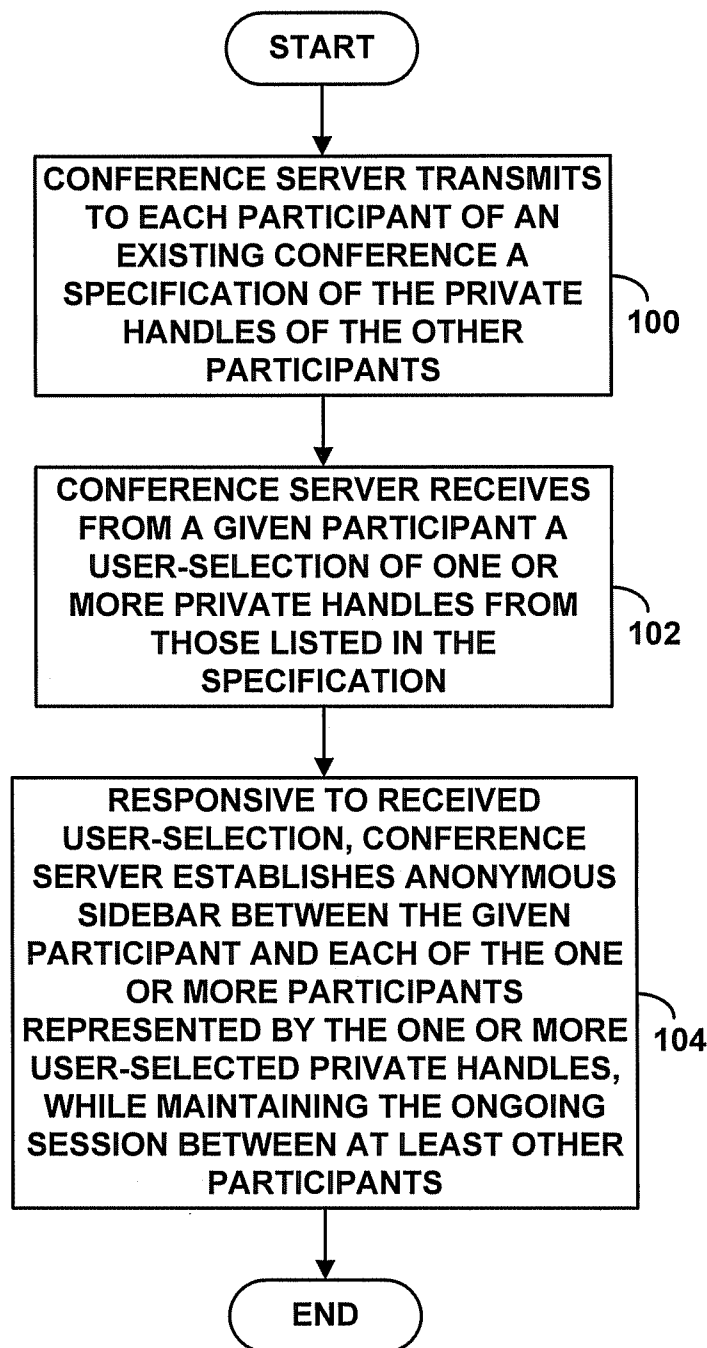 START
CONFERENCE SERVER TRANSMITS
TO EACH PARTICIPANT OF AN
EXISTING CONFERENCE A
SPECIFICATION OF THE PRIVATE
HANDLES OF THE OTHER
PARTICIPANTS
100
CONFERENCE SERVER RECEIVES
FROM A GIVEN PARTICIPANT A
USER-SELECTION OF ONE OR
MORE PRIVATE HANDLES FROM
THOSE LISTED IN THE
SPECIFICATION
102
RESPONSIVE TO RECEIVED
USER-SELECTION, CONFERENCE
SERVER ESTABLISHES ANONYMOUS
SIDEBAR BETWEEN THE GIVEN
PARTICIPANT AND EACH OF THE ONE
OR MORE PARTICIPANTS
REPRESENTED BY THE ONE OR MORE
USER-SELECTED PRIVATE HANDLES,
WHILE MAINTAINING THE ONGOING
SESSION BETWEEN AT LEAST OTHER
PARTICIPANTS
104
END